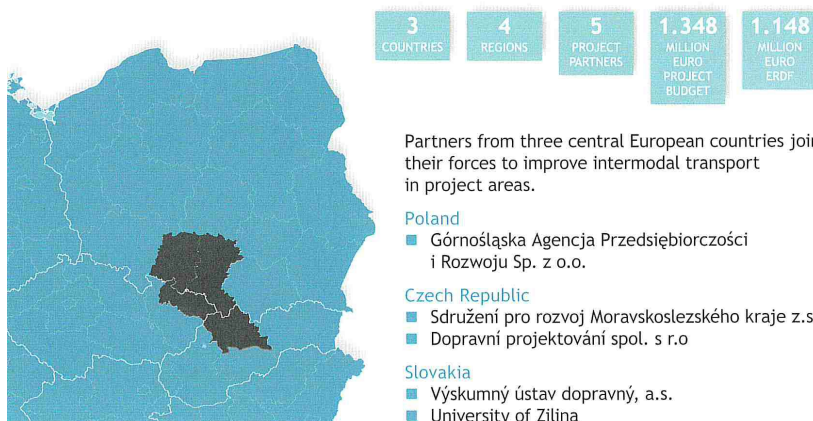 3
COUNTRIES
4
REGIONS
5
PROJECT
PARTNERS
1.348
MILLION
EURO
PROJECT
BUDGET
1.148
MILLION
EURO
ERDF
Partners from three central European countries join
their forces to improve intermodal transport
in project areas.
Poland
Górnośląska Agencja Przedsiębiorczości
i Rozwoju Sp. z o.o.
Czech Republic
Sdružení pro rozvoj Moravskoslezského kraje z.s
Dopravní projektování spol. s r.o
Slovakia
Výskumný ústav dopravný, a.s.
University of Zilina